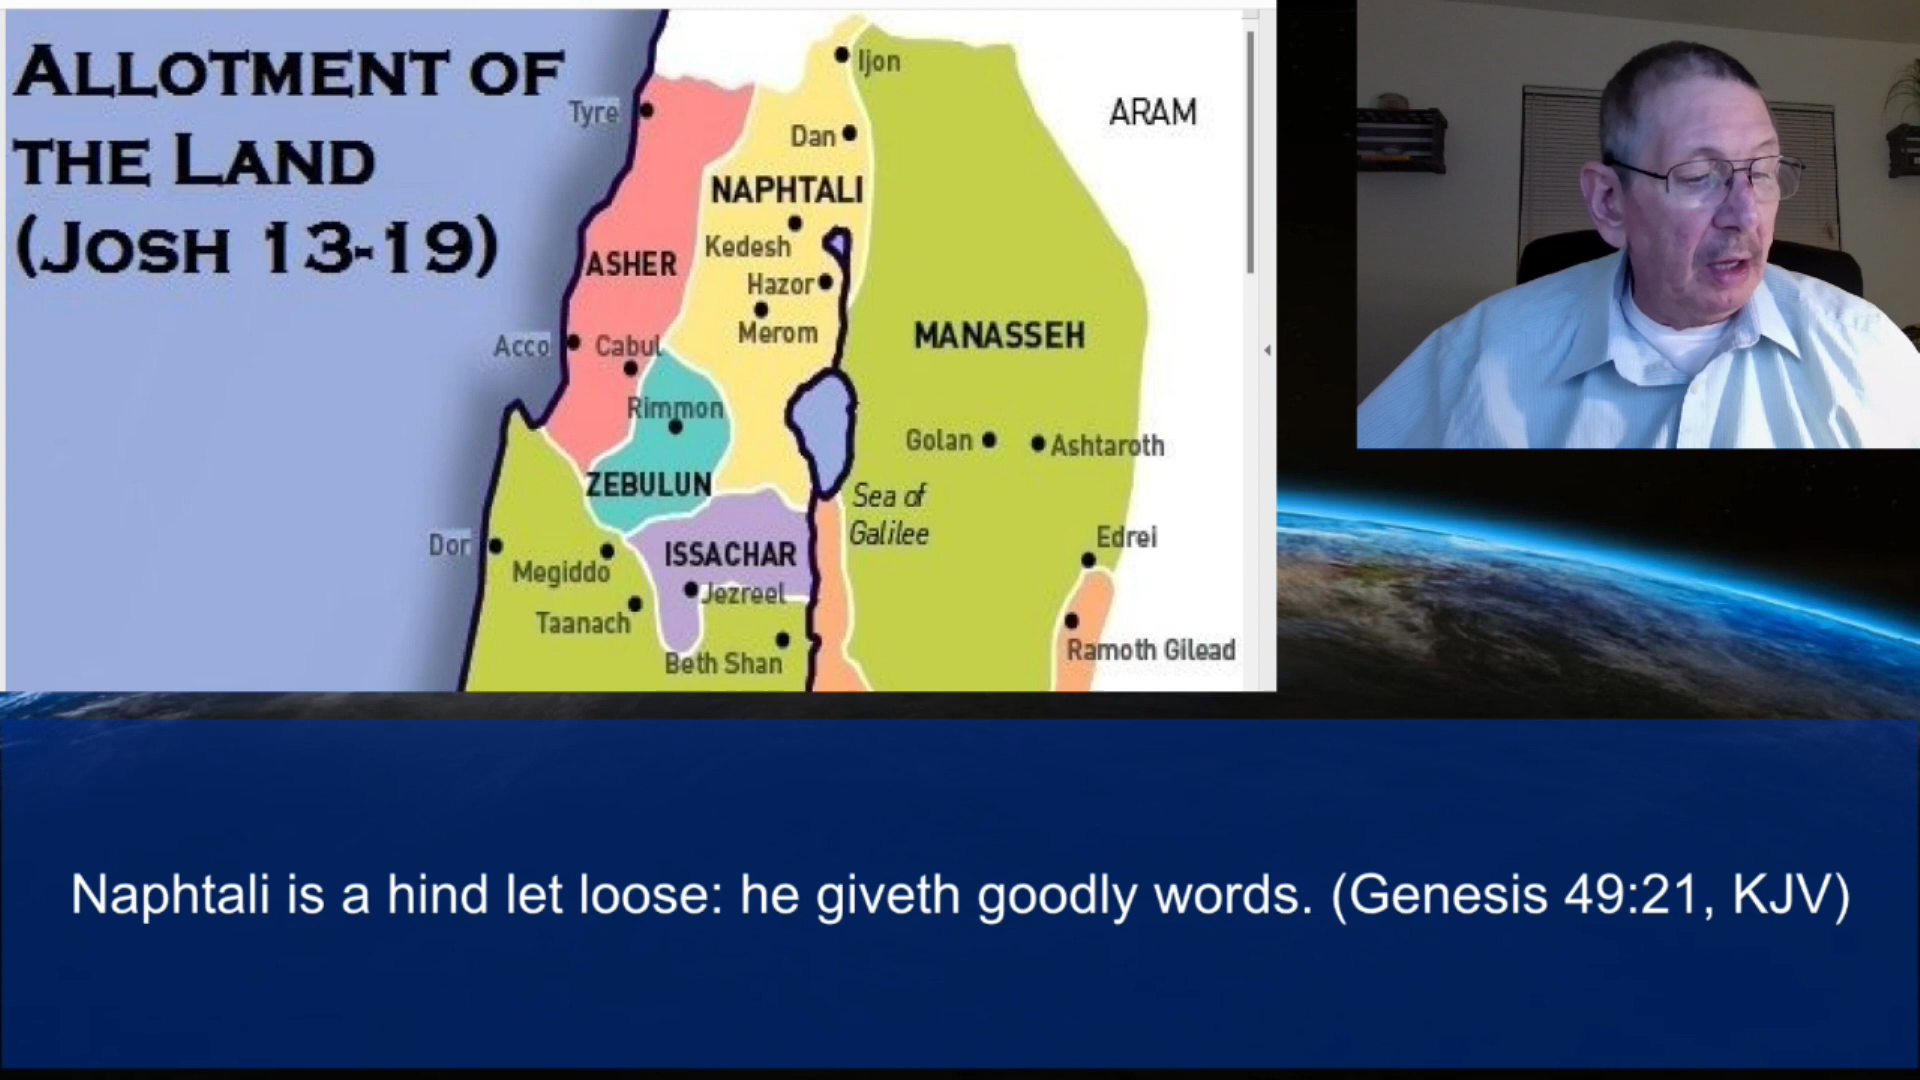 ALLOTMENT OF
THE LAND
(JOSH 13-19)
Ijon
ARAM
Tyre
Dan
NAPHTALI
Kedesh
ASHER
Hazor
Merom
MANASSEH
Acco
Cabul
Rimmon
Golan
Ashtaroth
ZEBULUN
Sea of
Galilee
Edrei
Dor
Megiddo
ISSACHAR
Jezreel
Taanach
Beth Shan
Ramoth Gilead
Naphtali is a hind let loose: he giveth goodly words. (Genesis 49:21, KJV)